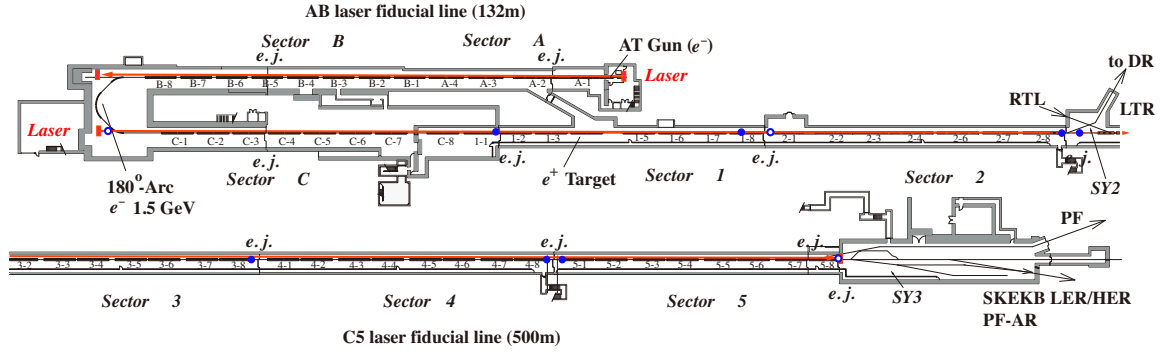 AB laser fiducial line (132m)
Sector B Sector A
e. j. e. j. AT Gun (e⁻)
Laser
B-8 B-7 B-6 B-5 B-4 B-3 B-2 B-1 A-4 A-3 A-2 A-1
to DR
RTL LTR
Laser
C-1 C-2 C-3 C-4 C-5 C-6 C-7 C-8 1-1 1-2 1-3 1-5 1-6 1-7 1-8 2-1 2-2 2-3 2-4 2-6 2-7 2-8
e. j. e. j. e. j.
Sector C e⁺ Target Sector 1 Sector 2 SY2
180°-Arc
e⁻ 1.5 GeV
PF
e. j. e. j. e. j.
3-2 3-3 3-4 3-5 3-6 3-7 3-8 4-1 4-2 4-3 4-4 4-5 4-6 4-7 4-8 5-1 5-2 5-3 5-4 5-5 5-6 5-7 5-8
e. j. SY3
Sector 3 Sector 4 Sector 5
SKEKB LER/HER
PF-AR
C5 laser fiducial line (500m)